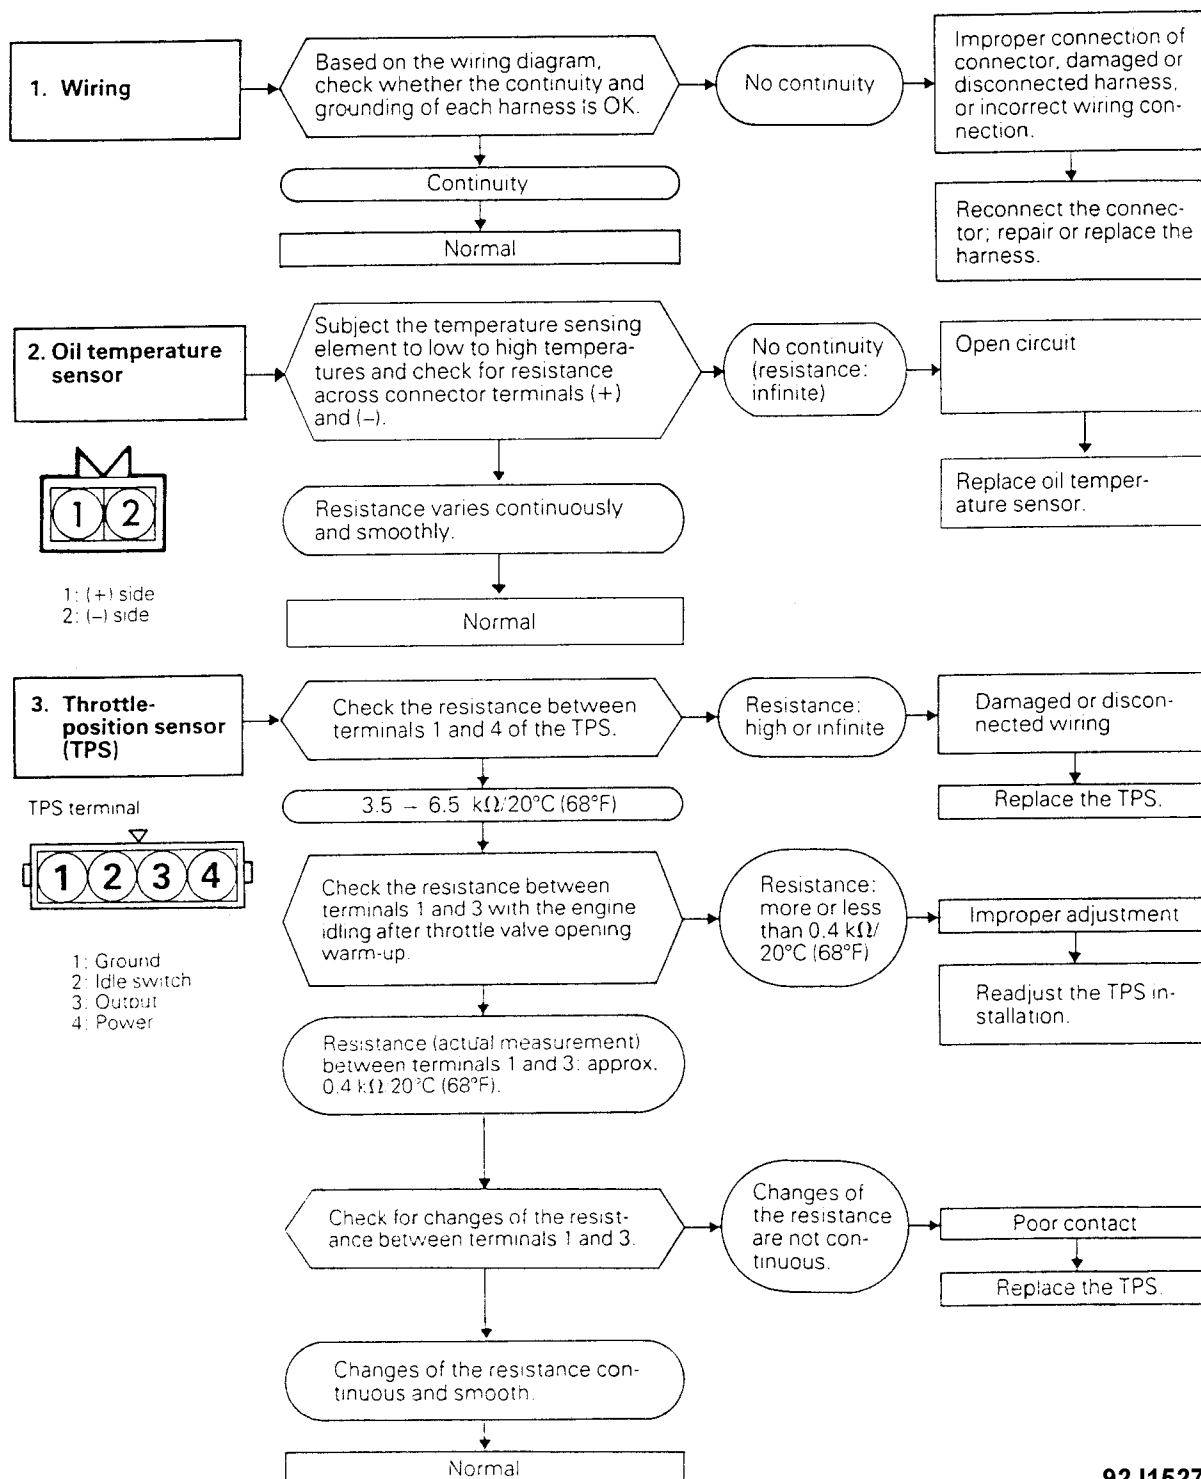 1. Wiring
Based on the wiring diagram,
check whether the continuity and
grounding of each harness is OK.
No continuity
Improper connection of
connector, damaged or
disconnected harness,
or incorrect wiring con-
nection.
Continuity
Normal
Reconnect the connec-
tor; repair or replace the
harness.
2. Oil temperature
sensor
Subject the temperature sensing
element to low to high tempera-
tures and check for resistance
across connector terminals (+)
and (–).
No continuity
(resistance:
infinite)
Open circuit
Replace oil temper-
ature sensor.
1 2
1: (+) side
2: (–) side
Resistance varies continuously
and smoothly.
Normal
3. Throttle-
position sensor
(TPS)
Check the resistance between
terminals 1 and 4 of the TPS.
Resistance:
high or infinite
Damaged or discon-
nected wiring
Replace the TPS.
3.5 – 6.5 kΩ/20°C (68°F)
TPS terminal
1 2 3 4
1: Ground
2: Idle switch
3: Output
4: Power
Check the resistance between
terminals 1 and 3 with the engine
idling after throttle valve opening
warm-up.
Resistance:
more or less
than 0.4 kΩ/
20°C (68°F)
Improper adjustment
Readjust the TPS in-
stallation.
Resistance (actual measurement)
between terminals 1 and 3: approx.
0.4 kΩ/20°C (68°F).
Check for changes of the resist-
ance between terminals 1 and 3.
Changes of
the resistance
are not con-
tinuous.
Poor contact
Replace the TPS.
Changes of the resistance con-
tinuous and smooth.
Normal
92J1527